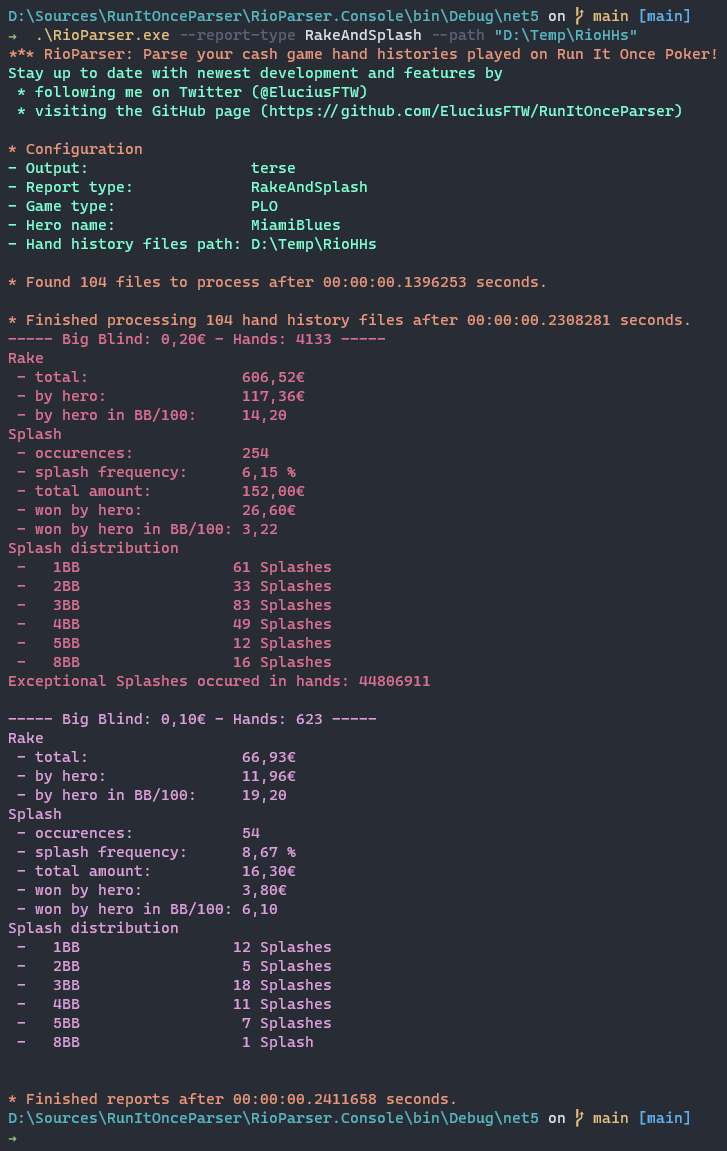 D:\Sources\RunItOnceParser\RioParser.Console\bin\Debug\net5 on main [main]
→ .\RioParser.exe --report-type RakeAndSplash --path "D:\Temp\RioHHs"
*** RioParser: Parse your cash game hand histories played on Run It Once Poker!
Stay up to date with newest development and features by
* following me on Twitter (@EluciusFTW)
* visiting the GitHub page (https://github.com/EluciusFTW/RunItOnceParser)
* Configuration
- Output: terse
- Report type: RakeAndSplash
- Game type: PLO
- Hero name: MiamiBlues
- Hand history files path: D:\Temp\RioHHs
* Found 104 files to process after 00:00:00.1396253 seconds.
* Finished processing 104 hand history files after 00:00:00.2308281 seconds.
----- Big Blind: 0,20€ - Hands: 4133 -----
Rake
- total: 606,52€
- by hero: 117,36€
- by hero in BB/100: 14,20
Splash
- occurences: 254
- splash frequency: 6,15 %
- total amount: 152,00€
- won by hero: 26,60€
- won by hero in BB/100: 3,22
Splash distribution
- 1BB 61 Splashes
- 2BB 33 Splashes
- 3BB 83 Splashes
- 4BB 49 Splashes
- 5BB 12 Splashes
- 8BB 16 Splashes
Exceptional Splashes occured in hands: 44806911
----- Big Blind: 0,10€ - Hands: 623 -----
Rake
- total: 66,93€
- by hero: 11,96€
- by hero in BB/100: 19,20
Splash
- occurences: 54
- splash frequency: 8,67 %
- total amount: 16,30€
- won by hero: 3,80€
- won by hero in BB/100: 6,10
Splash distribution
- 1BB 12 Splashes
- 2BB 5 Splashes
- 3BB 18 Splashes
- 4BB 11 Splashes
- 5BB 7 Splashes
- 8BB 1 Splash
* Finished reports after 00:00:00.2411658 seconds.
D:\Sources\RunItOnceParser\RioParser.Console\bin\Debug\net5 on main [main]
→